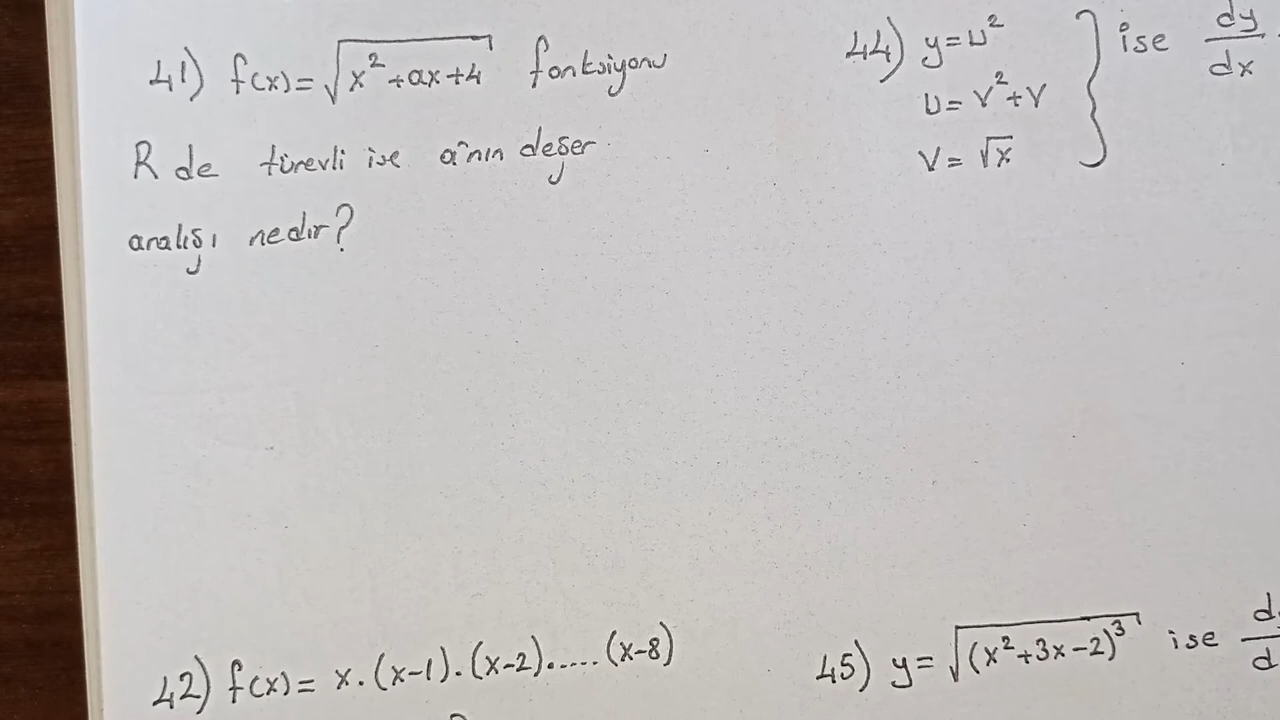 41) f(x) = √(x²+ax+4) fonksiyonu
R de türevli ise a'nın değer
aralığı nedir?
42) f(x) = x.(x-1).(x-2)......(x-8)
44) y=u²
u= v²+v
v= √x
} ise dy/dx
45) y= √((x²+3x-2)³) ise